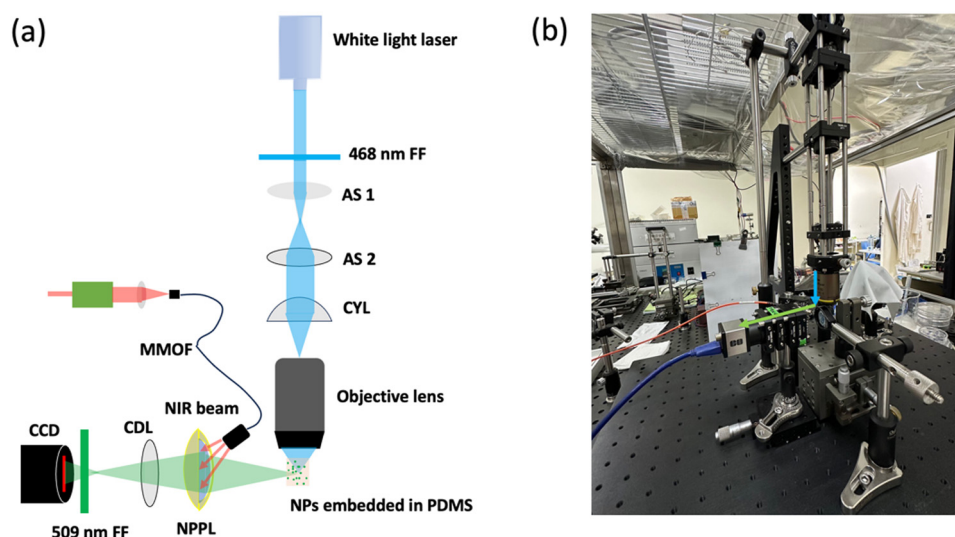 (a)
White light laser
468 nm FF
AS 1
AS 2
CYL
MMOF
Objective lens
NIR beam
CCD
CDL
NPs embedded in PDMS
509 nm FF
NPPL
(b)